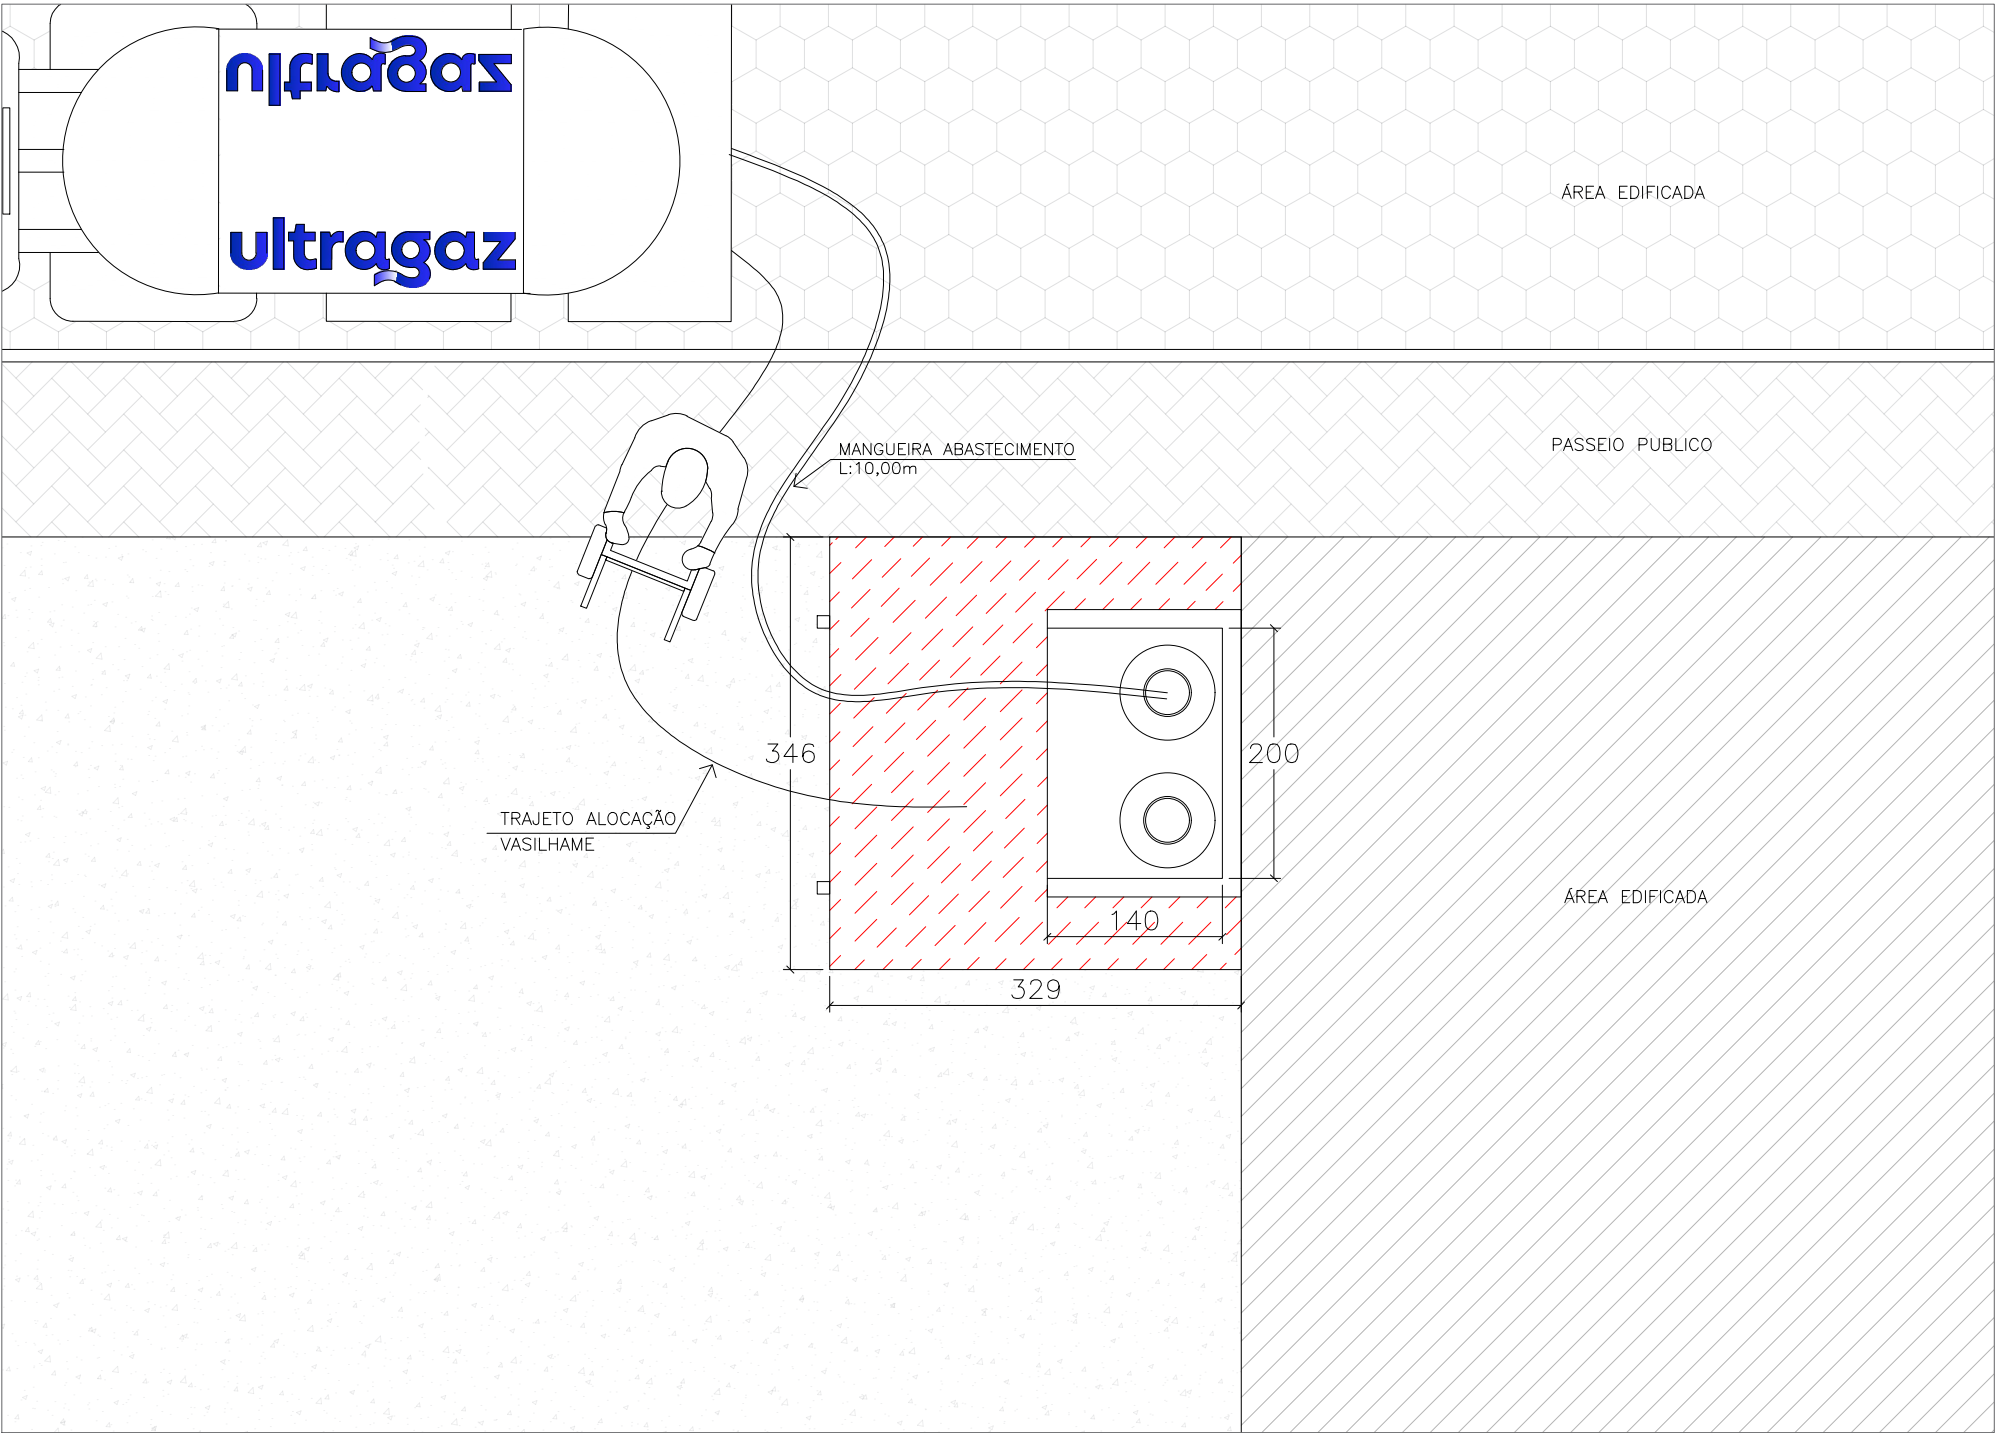 ultragaz
ultragaz
ÁREA EDIFICADA
MANGUEIRA ABASTECIMENTO
L:10,00m
PASSEIO PUBLICO
346
200
TRAJETO ALOCAÇÃO
VASILHAME
ÁREA EDIFICADA
140
329